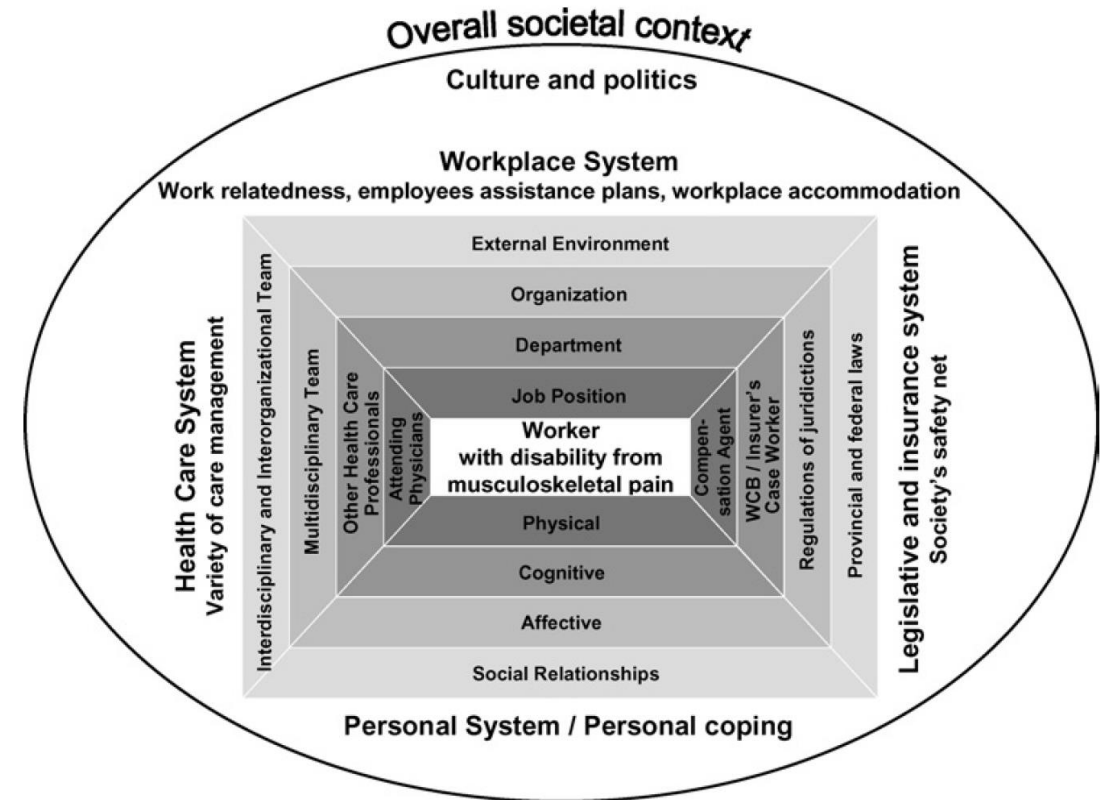 Overall societal context
Culture and politics
Workplace System
Work relatedness, employees assistance plans, workplace accommodation
External Environment
Organization
Department
Job Position
Health Care System
Variety of care management
Interdisciplinary and Interorganizational Team
Multidisciplinary Team
Other Health Care
Professionals
Attending
Physicians
Worker
with disability from
musculoskeletal pain
Compen-
sation Agent
WCB / Insurer's
Case Worker
Regulations of juridictions
Provincial and federal laws
Legislative and insurance system
Society's safety net
Physical
Cognitive
Affective
Social Relationships
Personal System / Personal coping